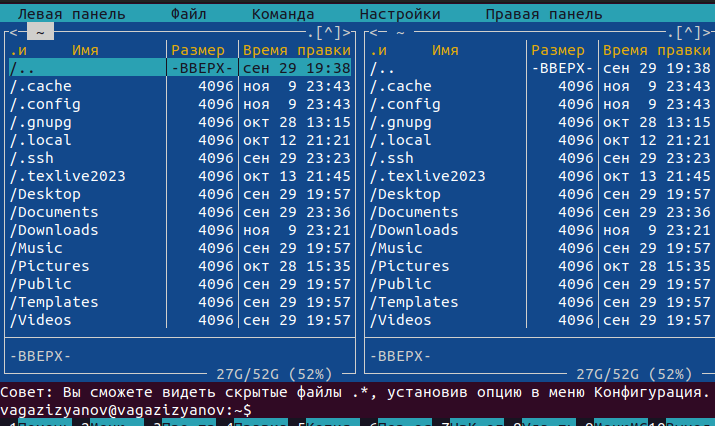 Левая панель Файл Команда Настройки Правая панель
< ~ .[^]> < ~ .[^]>
.и Имя Размер Время правки .и Имя Размер Время правки
/.. -ВВЕРХ- сен 29 19:38 /.. -ВВЕРХ- сен 29 19:38
/.cache 4096 ноя 9 23:43 /.cache 4096 ноя 9 23:43
/.config 4096 ноя 9 23:43 /.config 4096 ноя 9 23:43
/.gnupg 4096 окт 28 13:15 /.gnupg 4096 окт 28 13:15
/.local 4096 окт 12 21:21 /.local 4096 окт 12 21:21
/.ssh 4096 сен 29 23:23 /.ssh 4096 сен 29 23:23
/.texlive2023 4096 окт 13 21:45 /.texlive2023 4096 окт 13 21:45
/Desktop 4096 сен 29 19:57 /Desktop 4096 сен 29 19:57
/Documents 4096 сен 29 23:36 /Documents 4096 сен 29 23:36
/Downloads 4096 ноя 9 23:21 /Downloads 4096 ноя 9 23:21
/Music 4096 сен 29 19:57 /Music 4096 сен 29 19:57
/Pictures 4096 окт 28 15:35 /Pictures 4096 окт 28 15:35
/Public 4096 сен 29 19:57 /Public 4096 сен 29 19:57
/Templates 4096 сен 29 19:57 /Templates 4096 сен 29 19:57
/Videos 4096 сен 29 19:57 /Videos 4096 сен 29 19:57
-ВВЕРХ- -ВВЕРХ-
27G/52G (52%) 27G/52G (52%)
Совет: Вы сможете видеть скрытые файлы .*, установив опцию в меню Конфигурация.
vagazizyanov@vagazizyanov:~$